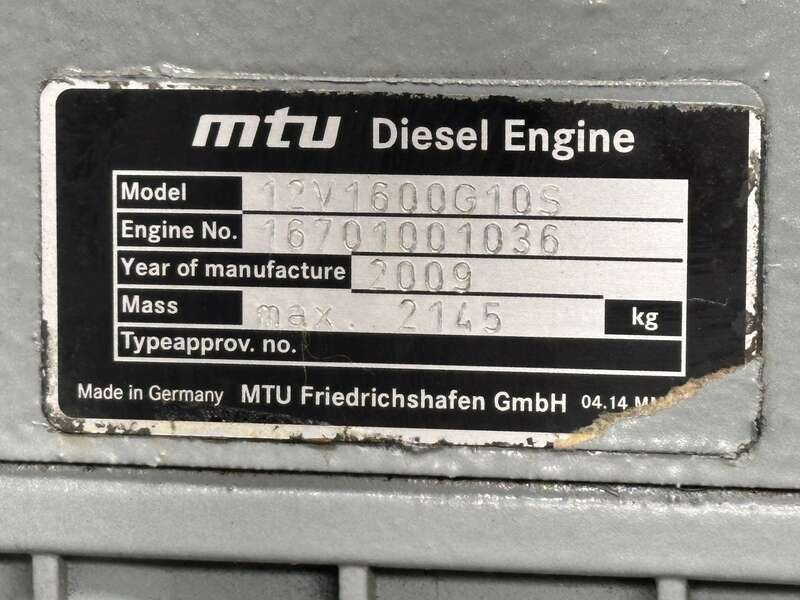 mtu Diesel Engine
Model 12V1600G10S
Engine No. 16701001036
Year of manufacture 2009
Mass max. 2145 kg
Typeapprov. no.
Made in Germany MTU Friedrichshafen GmbH 04.14